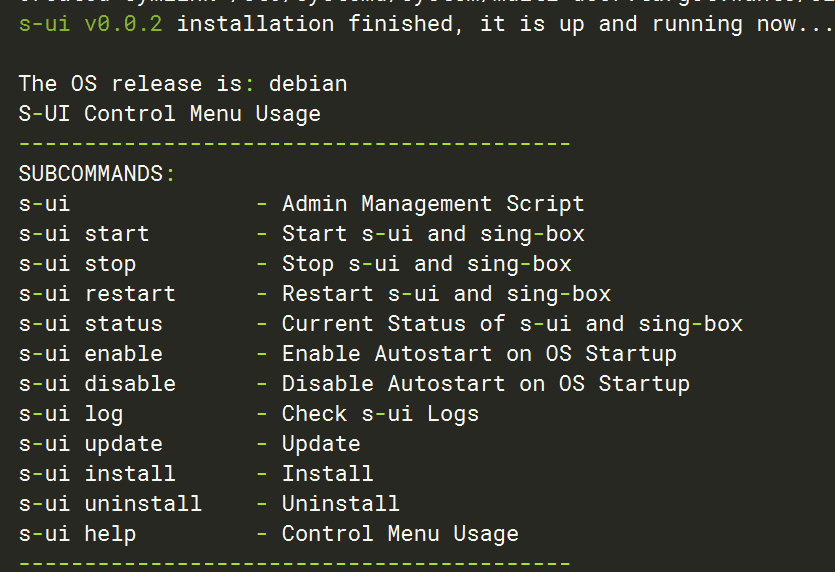 s-ui v0.0.2 installation finished, it is up and running now...
The OS release is: debian
S-UI Control Menu Usage
------------------------------------------
SUBCOMMANDS:
s-ui              - Admin Management Script
s-ui start        - Start s-ui and sing-box
s-ui stop         - Stop s-ui and sing-box
s-ui restart      - Restart s-ui and sing-box
s-ui status       - Current Status of s-ui and sing-box
s-ui enable       - Enable Autostart on OS Startup
s-ui disable      - Disable Autostart on OS Startup
s-ui log          - Check s-ui Logs
s-ui update       - Update
s-ui install      - Install
s-ui uninstall    - Uninstall
s-ui help         - Control Menu Usage
------------------------------------------